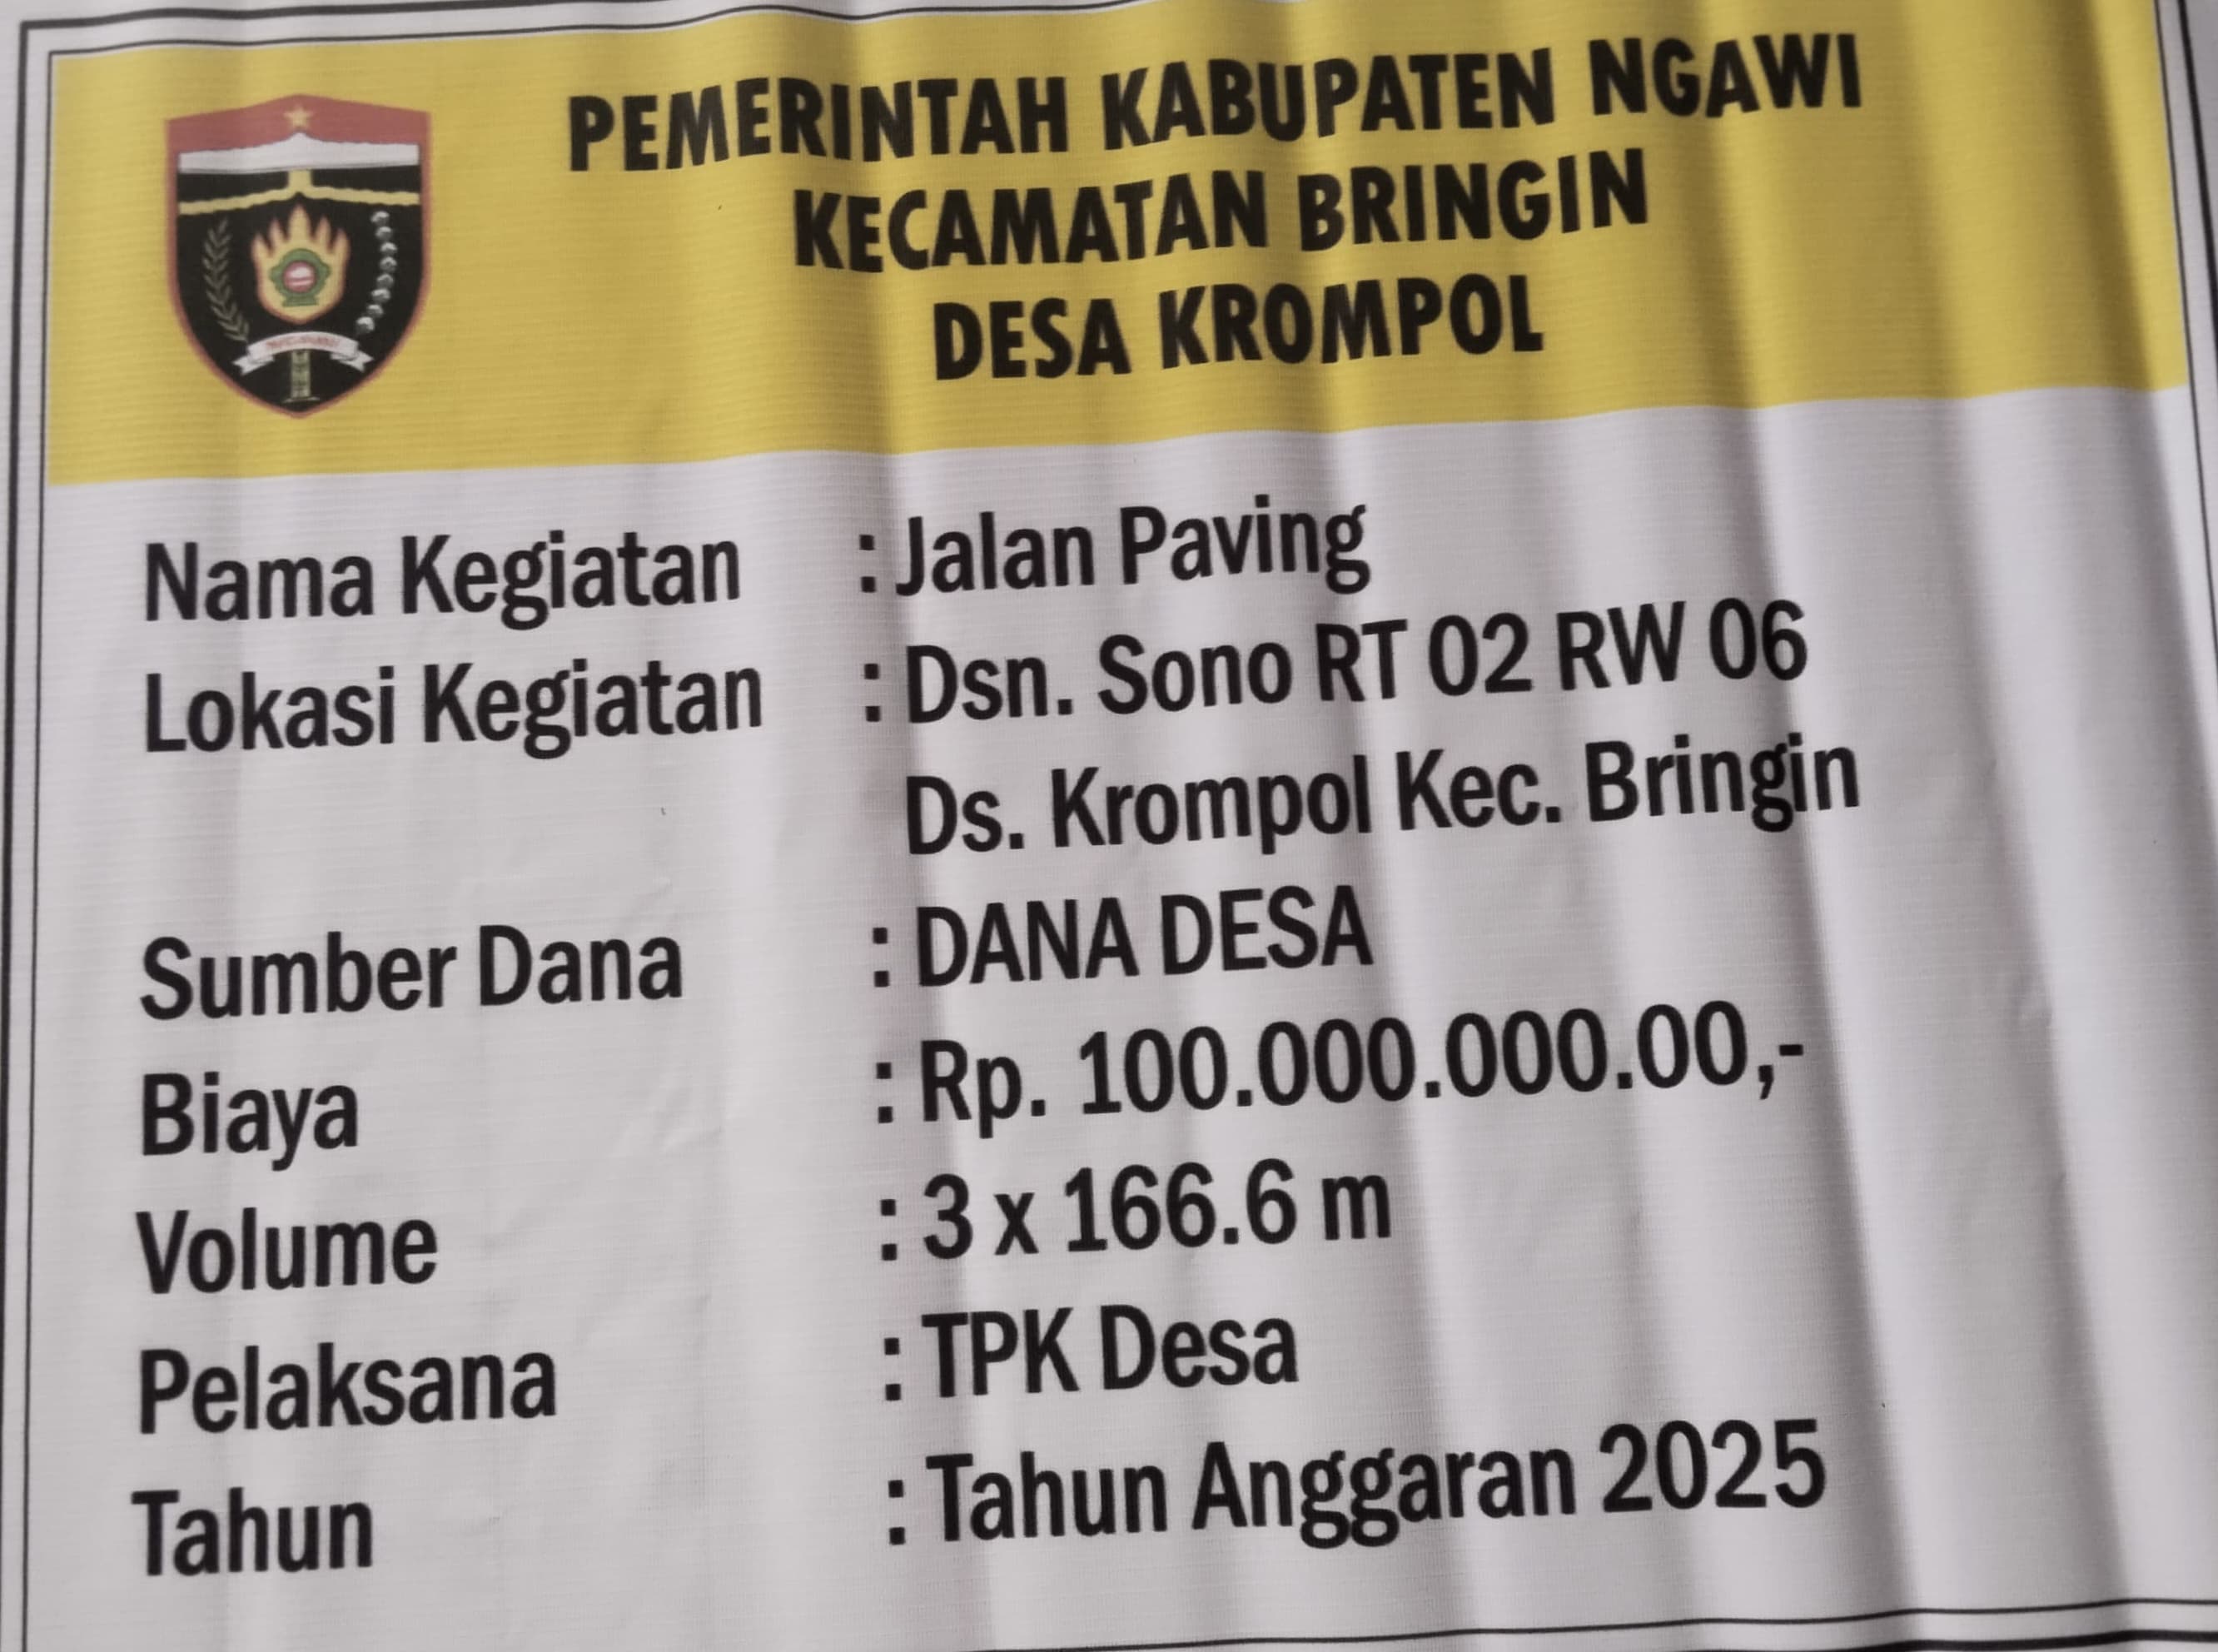 PEMERINTAH KABUPATEN NGAWI
KECAMATAN BRINGIN
DESA KROMPOL
Nama Kegiatan : Jalan Paving
Lokasi Kegiatan : Dsn. Sono RT 02 RW 06
Ds. Krompol Kec. Bringin
Sumber Dana : DANA DESA
Biaya : Rp. 100.000.000.00,-
Volume : 3 x 166.6 m
Pelaksana : TPK Desa
Tahun : Tahun Anggaran 2025